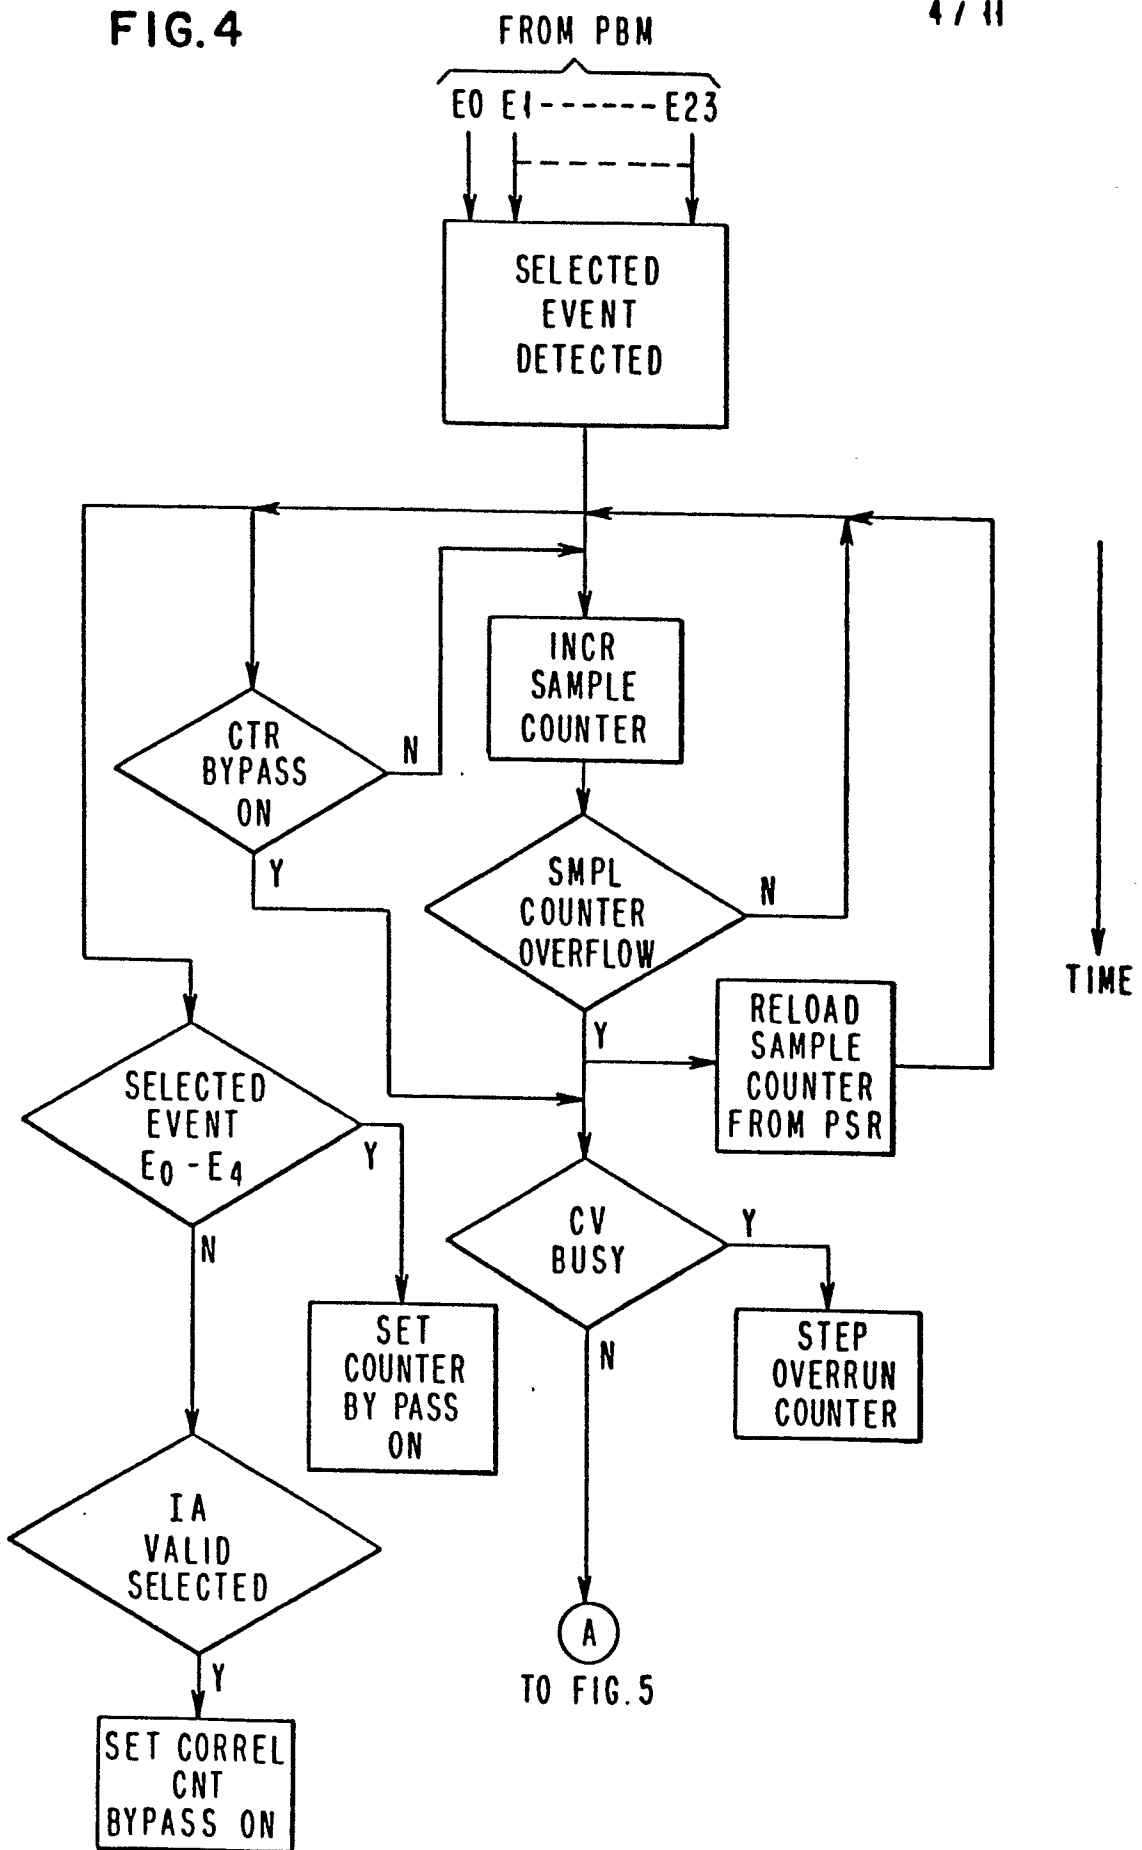 FIG.4
FROM PBM
4/11
E0 E1------E23
SELECTED
EVENT
DETECTED
INCR
SAMPLE
COUNTER
CTR
BYPASS
ON
N
Y
SMPL
COUNTER
OVERFLOW
N
Y
TIME
RELOAD
SAMPLE
COUNTER
FROM PSR
SELECTED
EVENT
E0-E4
Y
N
CV
BUSY
Y
N
SET
COUNTER
BY PASS
ON
STEP
OVERRUN
COUNTER
IA
VALID
SELECTED
Y
A
TO FIG.5
SET CORREL
CNT
BYPASS ON